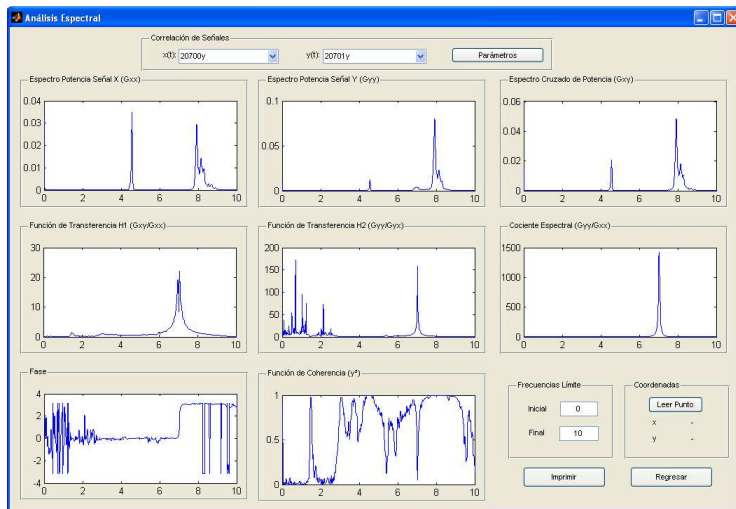 Análisis Espectral
Correlación de Señales
x(t): 20700y
y(t): 20701y
Parámetros
Espectro Potencia Señal X (Gxx)
0.04
0.03
0.02
0.01
0
0 2 4 6 8 10
Espectro Potencia Señal Y (Gyy)
0.1
0.05
0
0 2 4 6 8 10
Espectro Cruzado de Potencia (Gxy)
0.06
0.04
0.02
0
0 2 4 6 8 10
Función de Transferencia H1 (Gxy/Gxx)
30
20
10
0
0 2 4 6 8 10
Función de Transferencia H2 (Gyy/Gyx)
200
150
100
50
0
0 2 4 6 8 10
Cociente Espectral (Gyy/Gxx)
1500
1000
500
0
0 2 4 6 8 10
Fase
4
2
0
-2
-4
0 2 4 6 8 10
Función de Coherencia (γ²)
1
0.5
0
0 2 4 6 8 10
Frecuencias Límite
Inicial 0
Final 10
Coordenadas
Leer Punto
x -
y -
Imprimir
Regresar